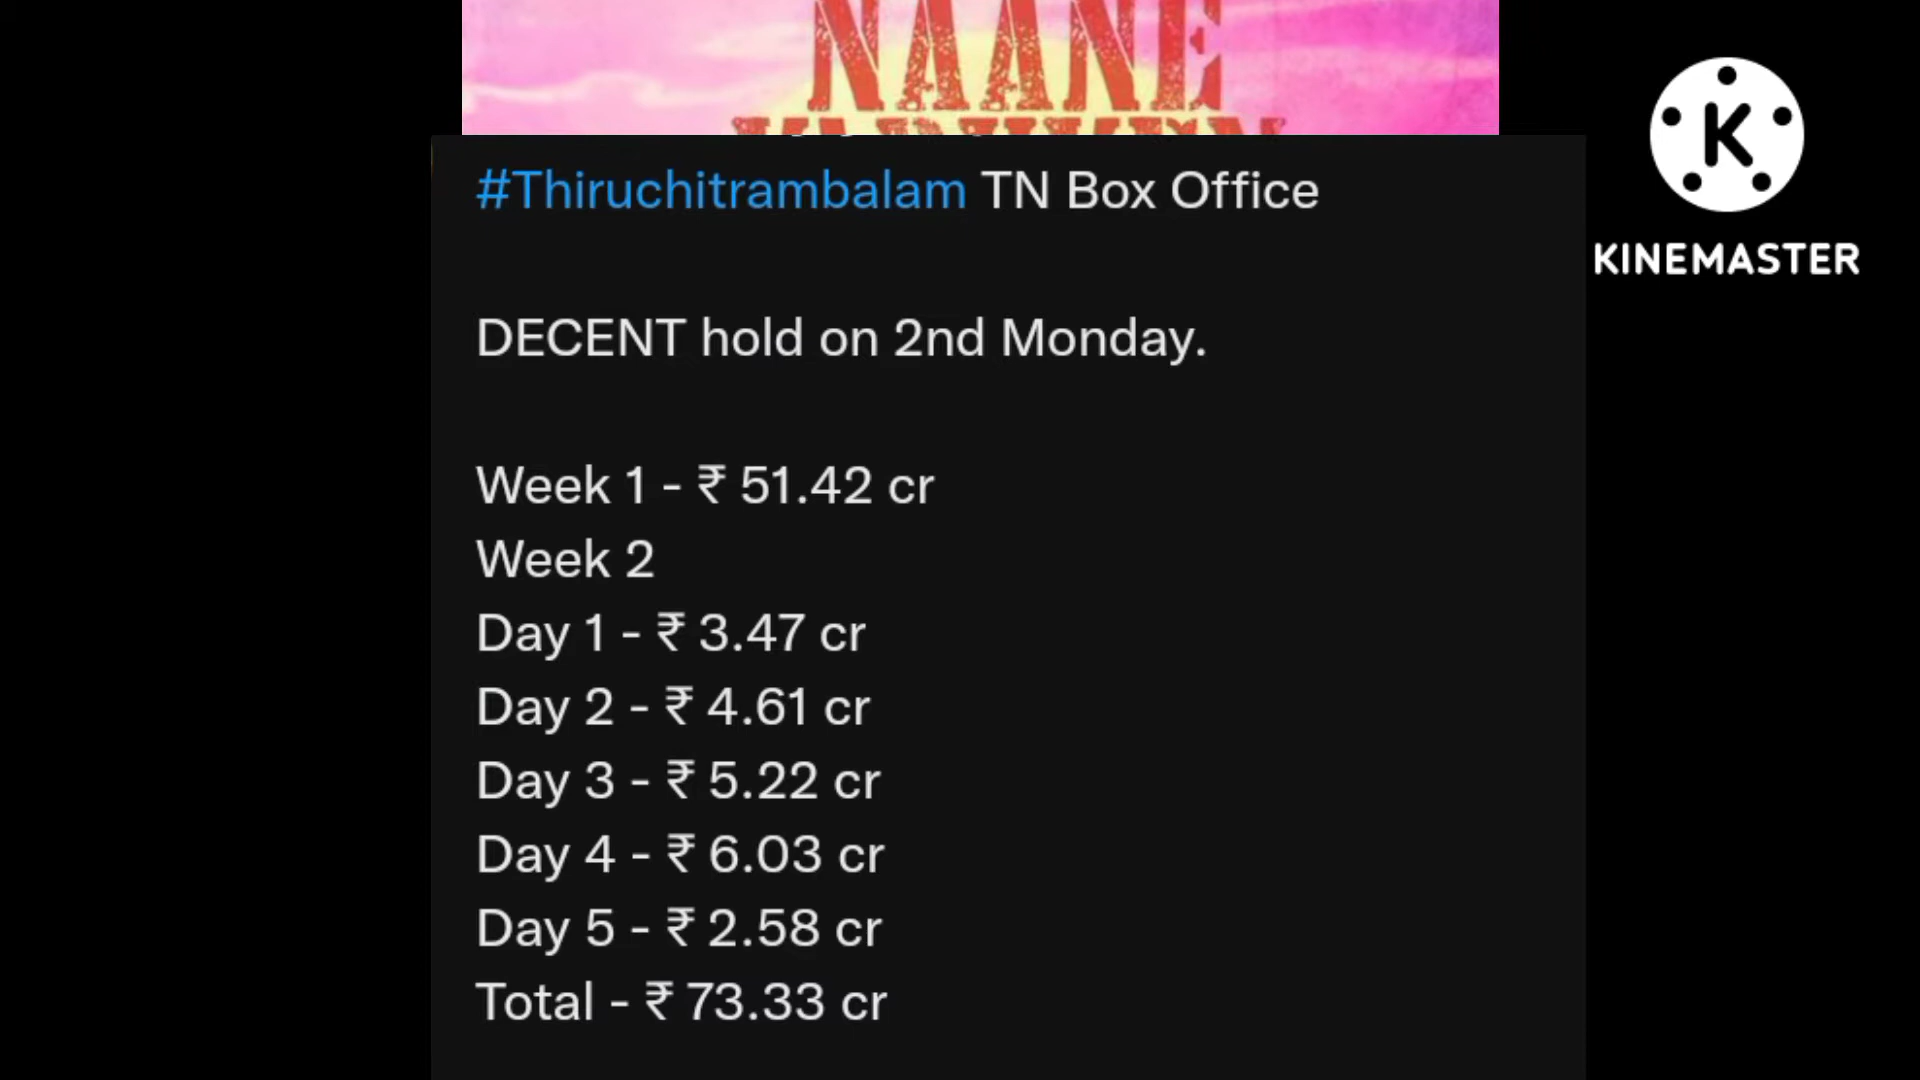 NAANE
#Thiruchitrambalam TN Box Office
DECENT hold on 2nd Monday.
Week 1 - ₹ 51.42 cr
Week 2
Day 1 - ₹ 3.47 cr
Day 2 - ₹ 4.61 cr
Day 3 - ₹ 5.22 cr
Day 4 - ₹ 6.03 cr
Day 5 - ₹ 2.58 cr
Total - ₹ 73.33 cr
K
KINEMASTER